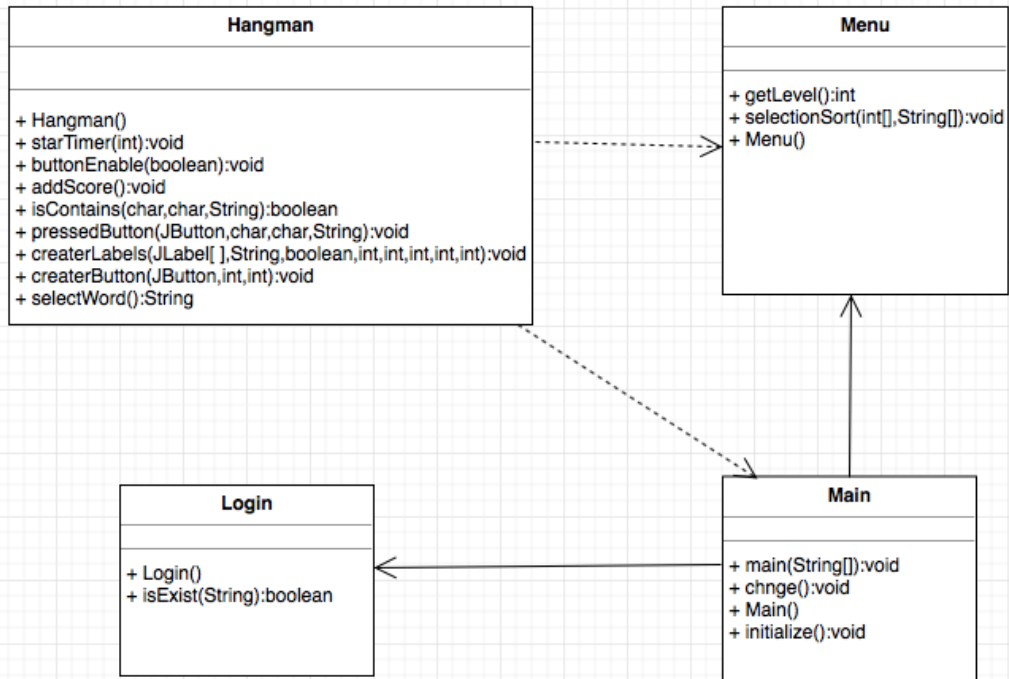 Hangman
+ Hangman()
+ starTimer(int):void
+ buttonEnable(boolean):void
+ addScore():void
+ isContains(char,char,String):boolean
+ pressedButton(JButton,char,char,String):void
+ createrLabels(JLabel[ ],String,boolean,int,int,int,int,int):void
+ createrButton(JButton,int,int):void
+ selectWord():String
Menu
+ getLevel():int
+ selectionSort(int[],String[]):void
+ Menu()
Login
+ Login()
+ isExist(String):boolean
Main
+ main(String[]):void
+ chnge():void
+ Main()
+ initialize():void